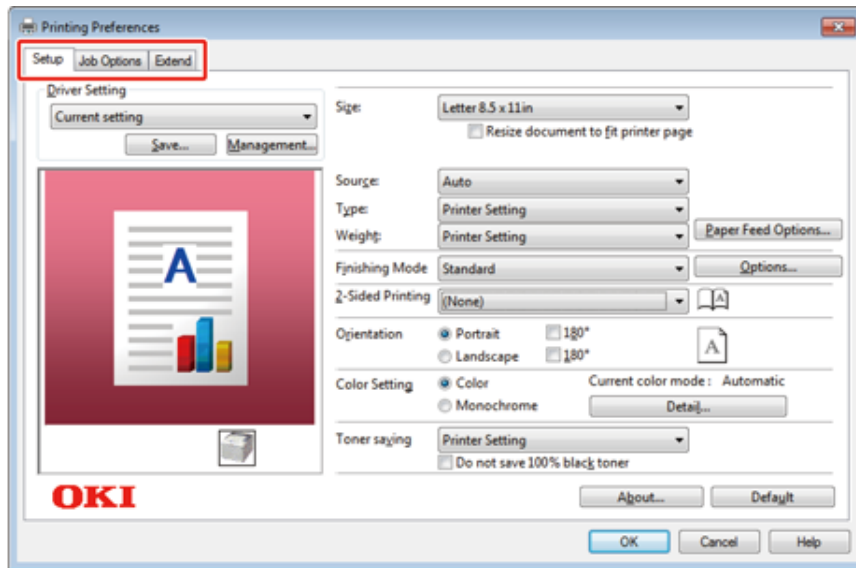 Printing Preferences
Setup Job Options Extend
Driver Setting
Current setting
Save... Management...
Size: Letter 8.5 x 11in
Resize document to fit printer page
Source: Auto
Type: Printer Setting
Weight: Printer Setting Paper Feed Options...
Finishing Mode Standard Options...
2-Sided Printing (None)
A
Orientation Portrait 180°
Landscape 180°
A
Color Setting Color Current color mode : Automatic
Monochrome Detail...
Toner saving Printer Setting
Do not save 100% black toner
A
OKI
About... Default
OK Cancel Help